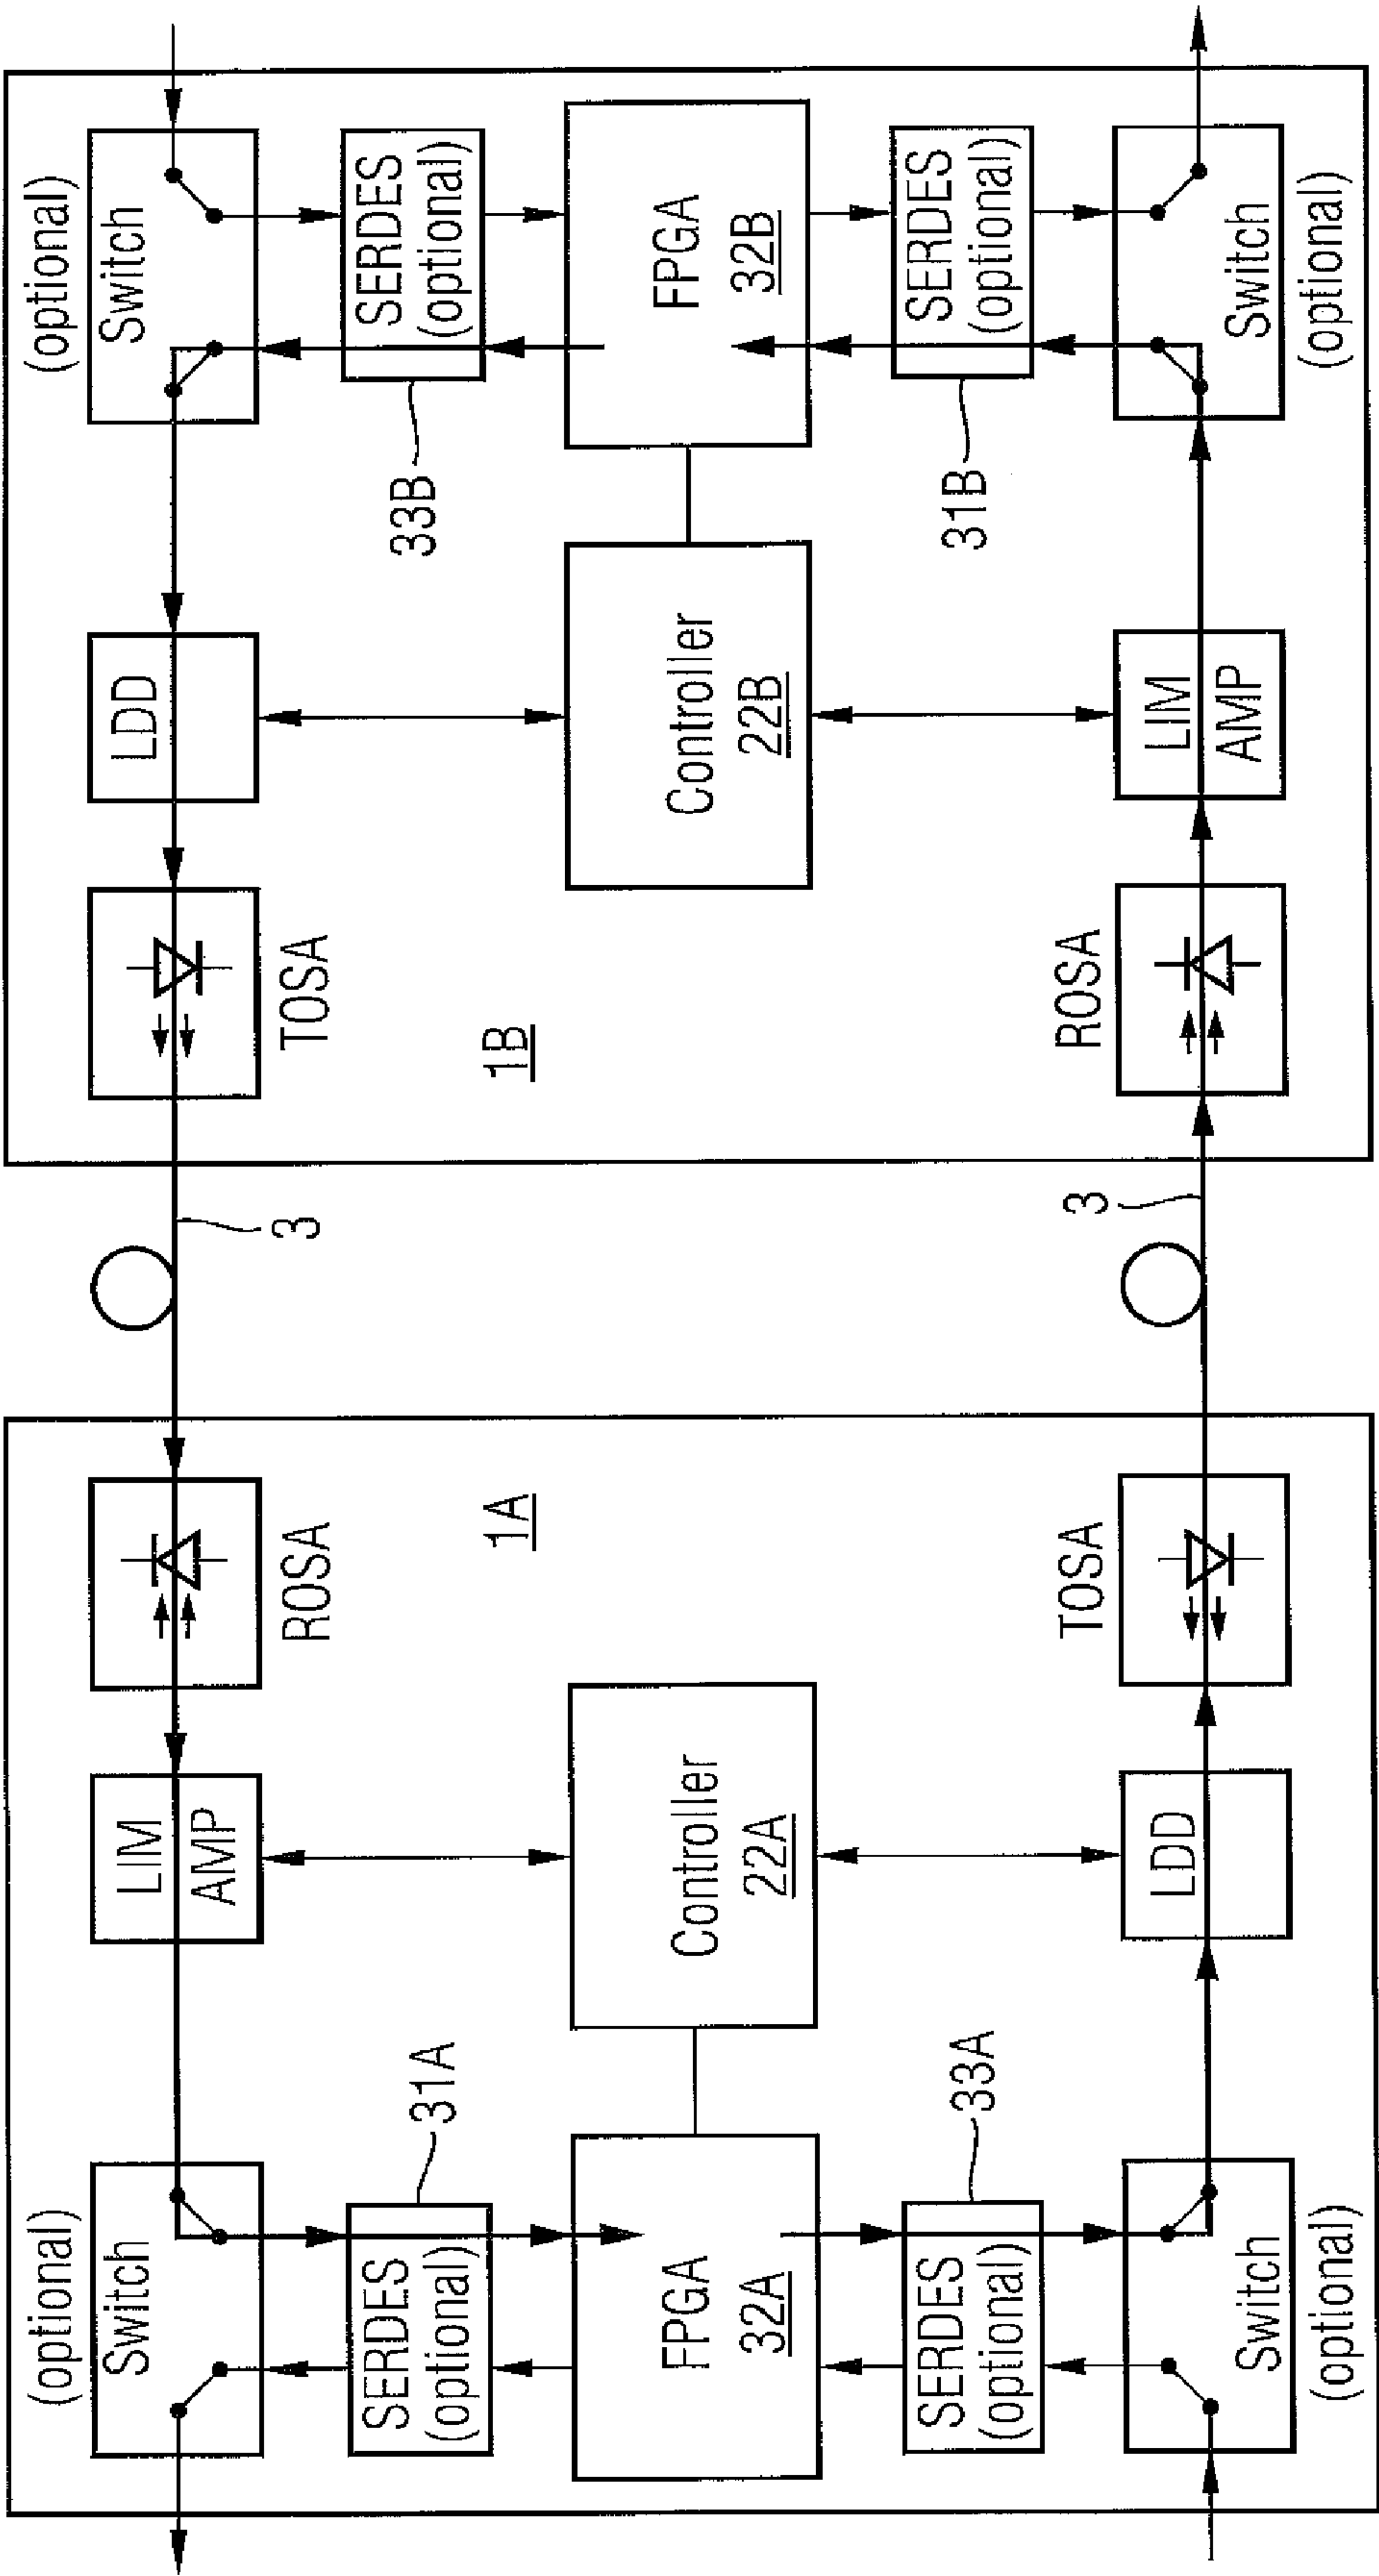 (optional)
Switch
31A
SERDES
(optional)
LIM
AMP
ROSA
FPGA
32A
Controller
22A
1A
33A
SERDES
(optional)
Switch
(optional)
LDD
TOSA
3
3
(optional)
Switch
LDD
TOSA
33B
SERDES
(optional)
1B
Controller
22B
FPGA
32B
31B
SERDES
(optional)
ROSA
LIM
AMP
Switch
(optional)